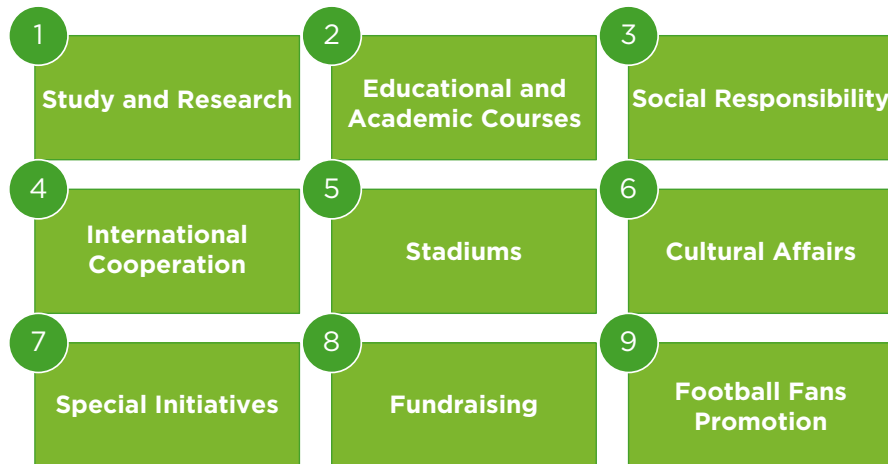 1
Study and Research
2
Educational and
Academic Courses
3
Social Responsibility
4
International
Cooperation
5
Stadiums
6
Cultural Affairs
7
Special Initiatives
8
Fundraising
9
Football Fans
Promotion